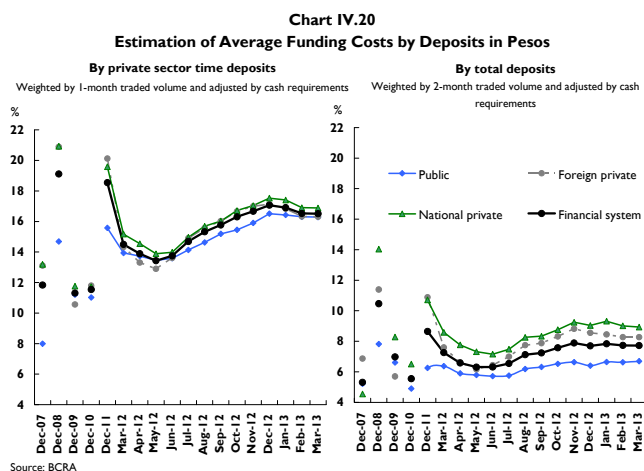 Chart IV.20
Estimation of Average Funding Costs by Deposits in Pesos
By private sector time deposits
Weighted by 1-month traded volume and adjusted by cash requirements
%
22
20
18
16
14
12
10
8
6
4
Dec-07
Dec-08
Dec-09
Dec-10
Dec-11
Mar-12
Apr-12
May-12
Jun-12
Jul-12
Aug-12
Sep-12
Oct-12
Nov-12
Dec-12
Jan-13
Feb-13
Mar-13
By total deposits
Weighted by 2-month traded volume and adjusted by cash
requirements
%
22
20
18
16
14
12
10
8
6
4
Public
Foreign private
National private
Financial system
Dec-07
Dec-08
Dec-09
Dec-10
Dec-11
Mar-12
Apr-12
May-12
Jun-12
Jul-12
Aug-12
Sep-12
Oct-12
Nov-12
Dec-12
Jan-13
Feb-13
Mar-13
Source: BCRA